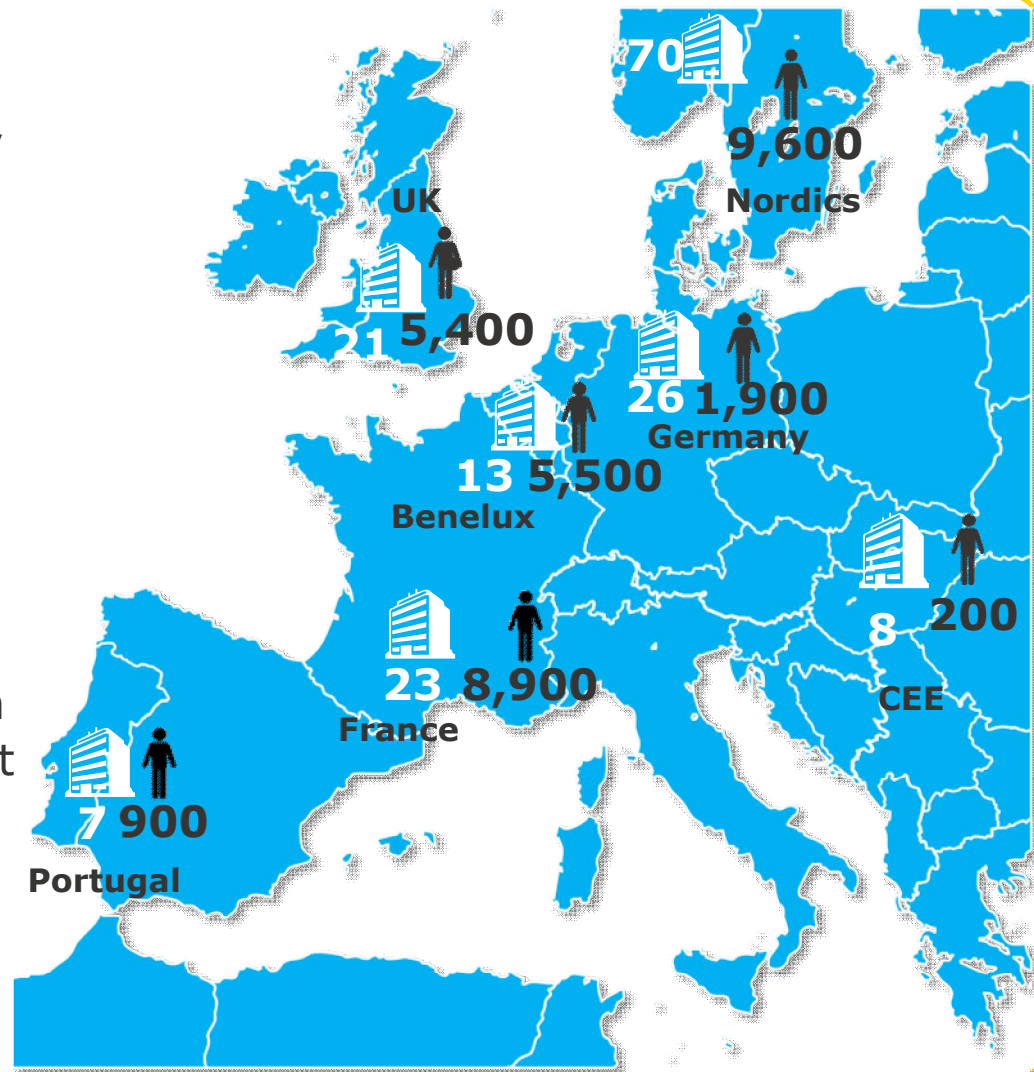 70
9,600
Nordics
UK
21 5,400
26 1,900
Germany
13 5,500
Benelux
8 200
CEE
23 8,900
France
7 900
Portugal